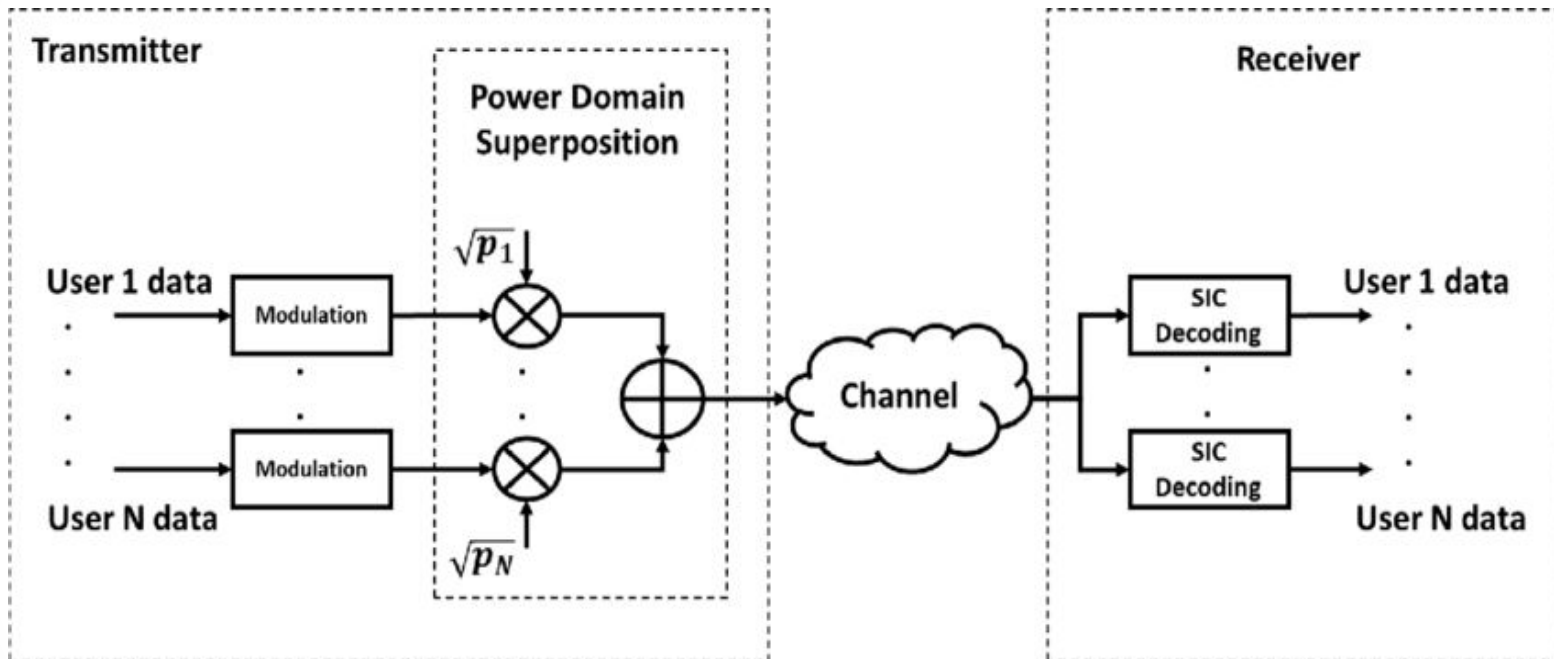 Transmitter
Power Domain
Superposition
√p₁
User 1 data
Modulation
Modulation
User N data
√p_N
Channel
Receiver
SIC
Decoding
User 1 data
SIC
Decoding
User N data